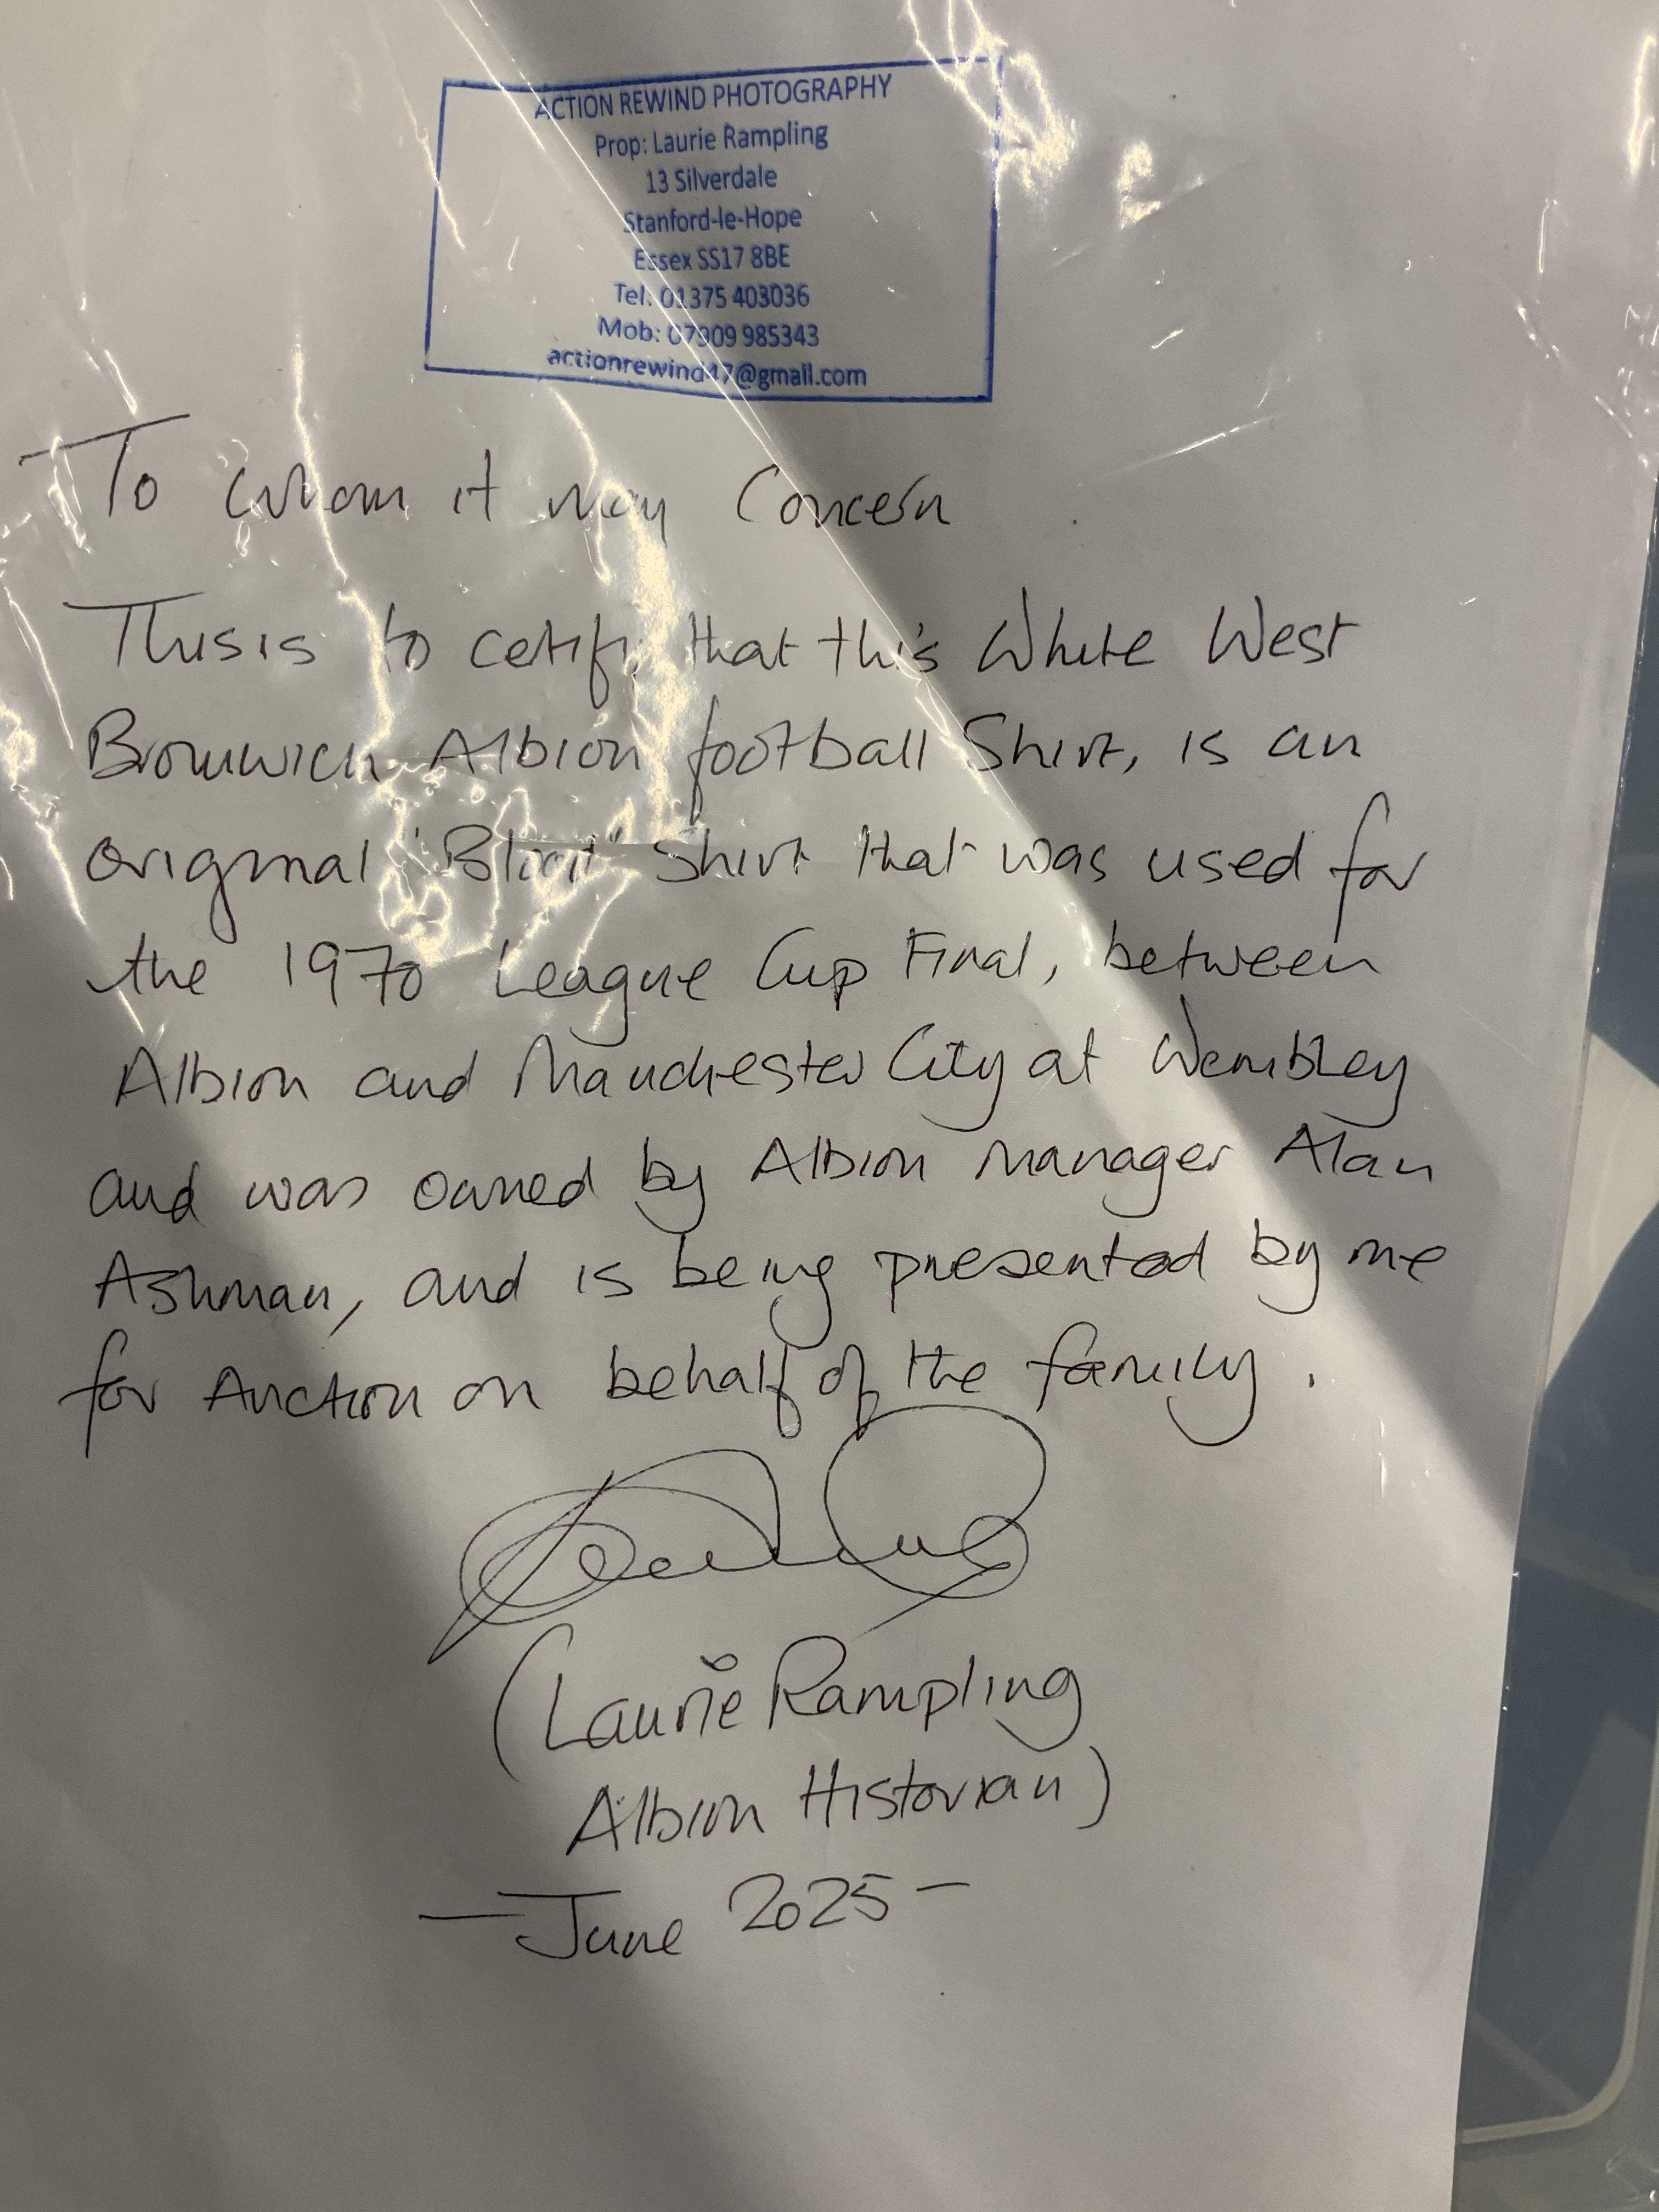 ACTION REWIND PHOTOGRAPHY
Prop: Laurie Rampling
13 Silverdale
Stanford-le-Hope
Essex SS17 8BE
Tel: 01375 403036
Mob: 07909 985343
actionrewind47@gmail.com
To whom it may Concern
This is to certify that this White West
Bromwich Albion football Shirt, is an
original Shirt that was used for
the 1970 League Cup Final, between
Albion and Manchester City at Wembley
and was owned by Albion manager Alan
Ashman, and is being presented by me
for Auction on behalf of the family.
(Laurie Rampling
Albion Historian)
- June 2025 -